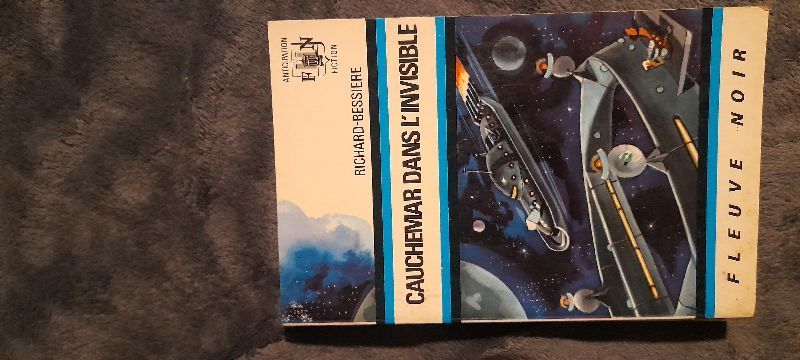 ANTICIPATION
FN
FICTION
RICHARD-BESSIERE
CAUCHEMAR DANS L'INVISIBLE
FLEUVE NOIR